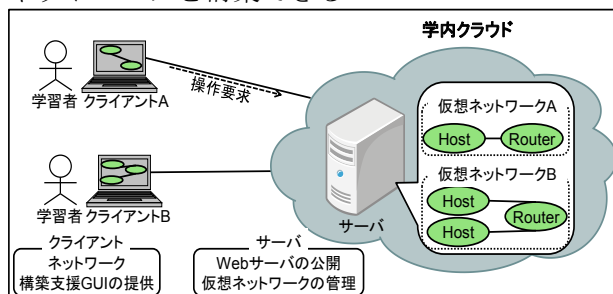 学内クラウド
学習者 クライアントA
操作要求
仮想ネットワークA
Host
Router
仮想ネットワークB
Host
Host
Router
学習者 クライアントB
サーバ
クライアント
ネットワーク
構築支援GUIの提供
サーバ
Webサーバの公開
仮想ネットワークの管理